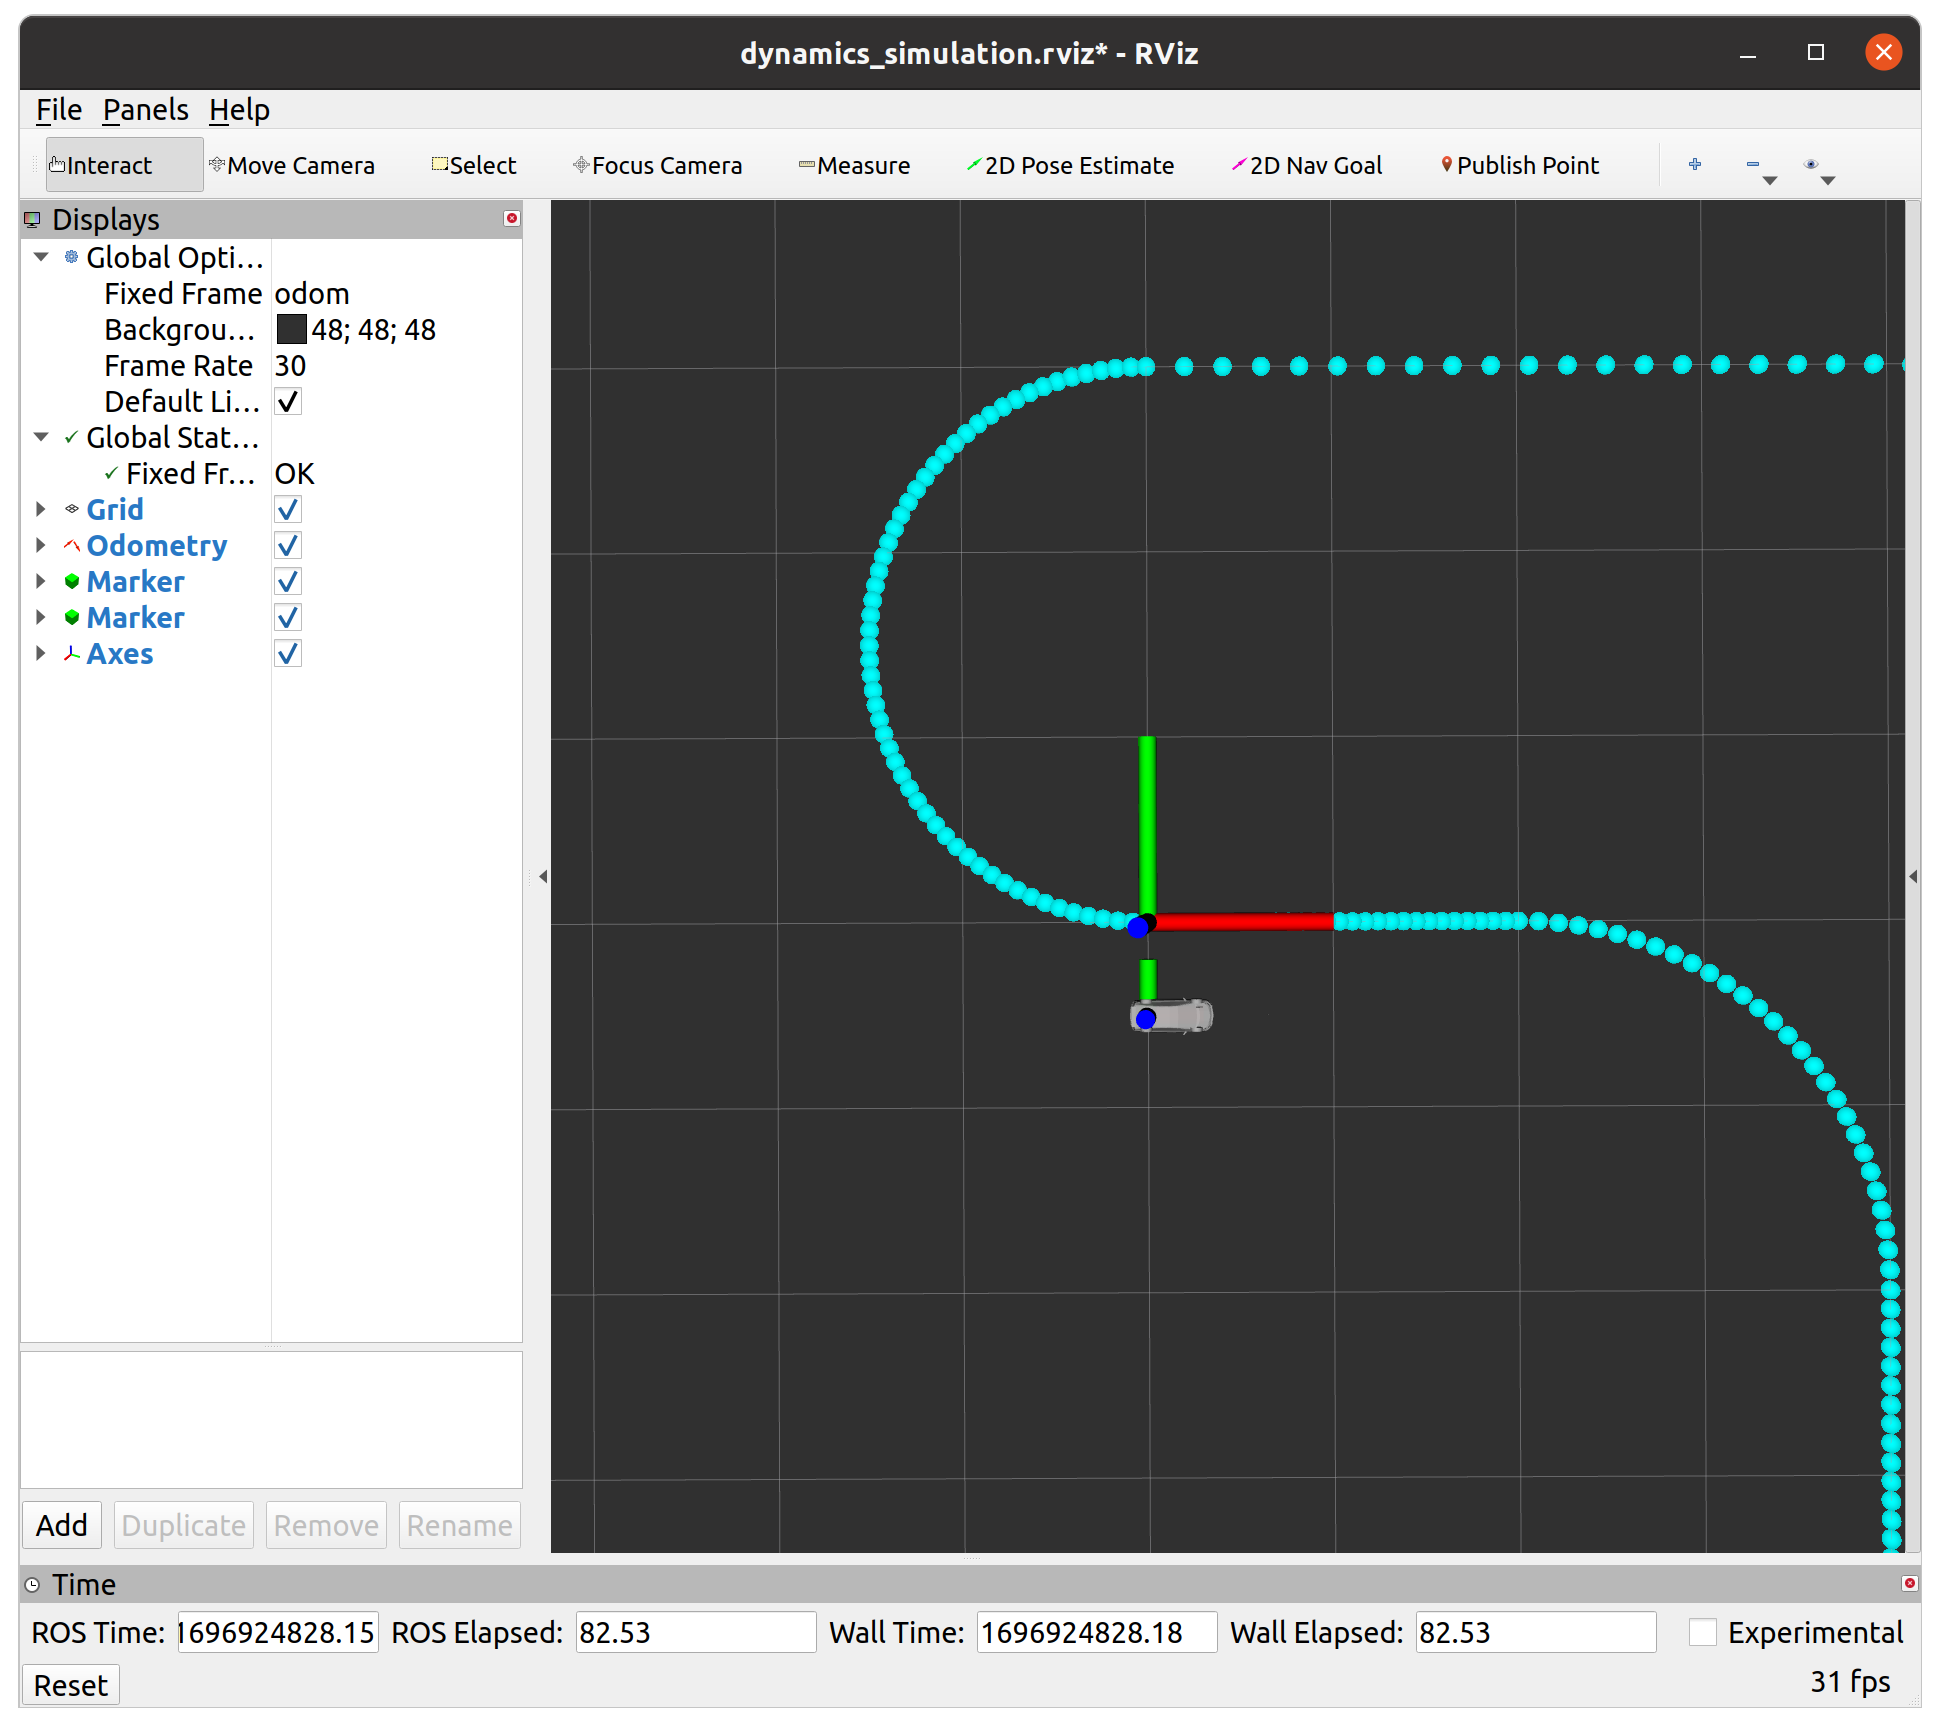 dynamics_simulation.rviz* - RViz
File Panels Help
Interact Move Camera Select Focus Camera Measure 2D Pose Estimate 2D Nav Goal Publish Point
Displays
Global Opti...
Fixed Frame odom
Backgrou... 48; 48; 48
Frame Rate 30
Default Li...
Global Stat...
Fixed Fr... OK
Grid
Odometry
Marker
Marker
Axes
Add Duplicate Remove Rename
Time
ROS Time: 1696924828.15 ROS Elapsed: 82.53 Wall Time: 1696924828.18 Wall Elapsed: 82.53 Experimental
Reset 31 fps